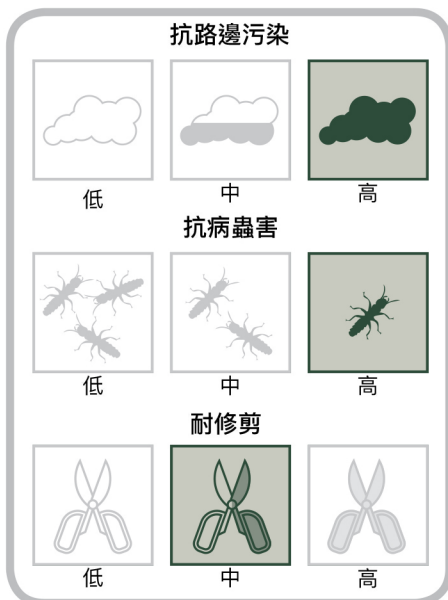 抗路邊污染
低 中 高
抗病蟲害
低 中 高
耐修剪
低 中 高